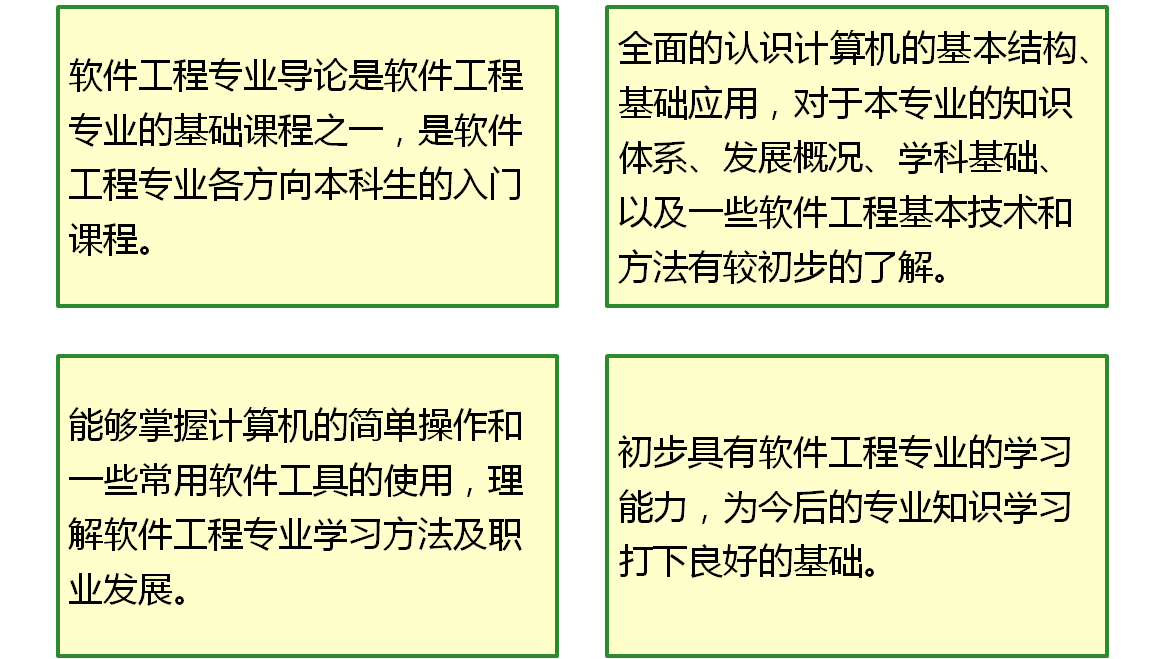 软件工程专业导论是软件工程
专业的基础课程之一，是软件
工程专业各方向本科生的入门
课程。
全面的认识计算机的基本结构、
基础应用，对于本专业的知识
体系、发展概况、学科基础、
以及一些软件工程基本技术和
方法有较初步的了解。
能够掌握计算机的简单操作和
一些常用软件工具的使用，理
解软件工程专业学习方法及职
业发展。
初步具有软件工程专业的学习
能力，为今后的专业知识学习
打下良好的基础。